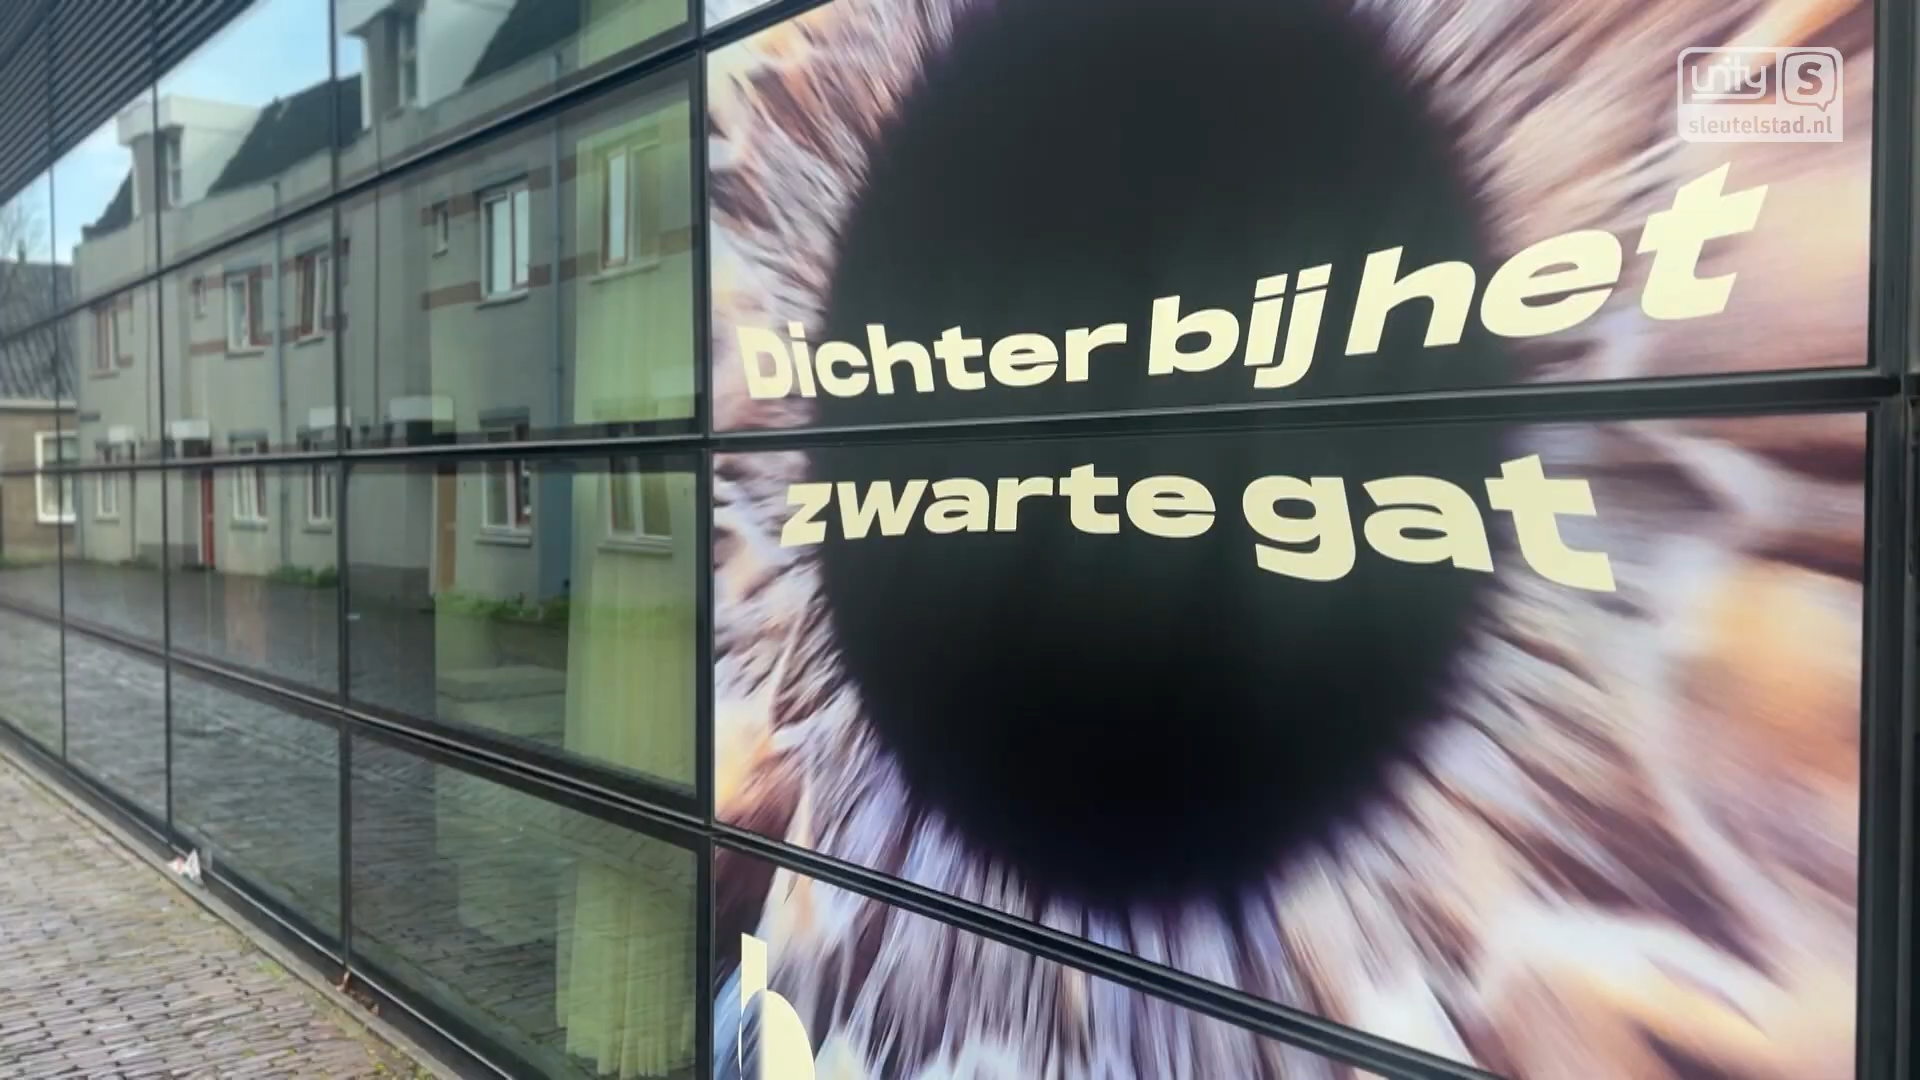 unity S
sleutelstad.nl
Dichter bij het
zwarte gat